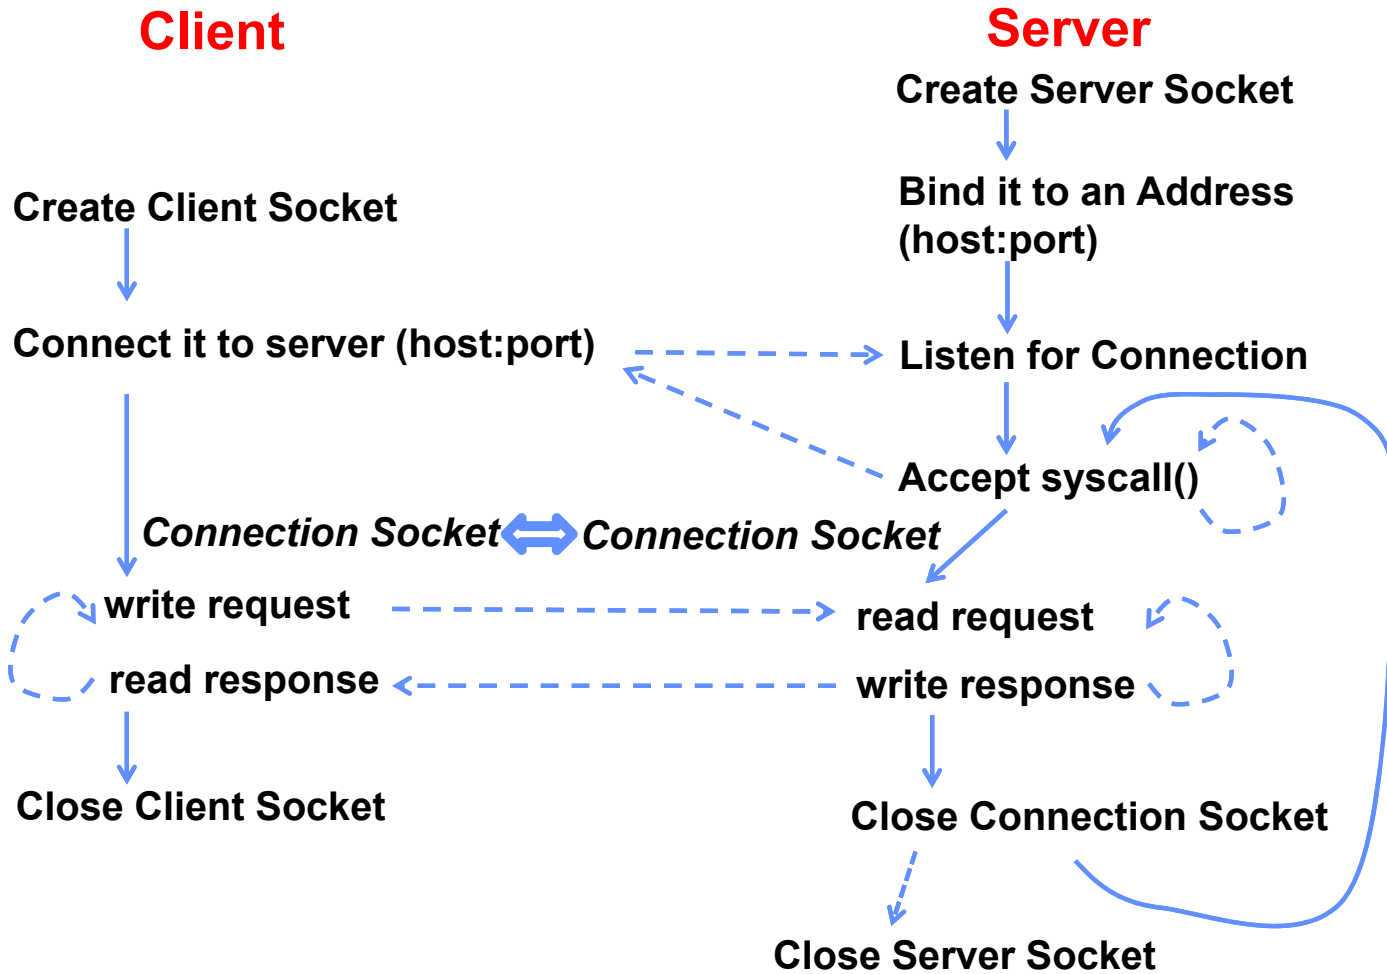 Client
Server
Create Server Socket
Create Client Socket
Bind it to an Address
(host:port)
Connect it to server (host:port)
Listen for Connection
Accept syscall()
Connection Socket
Connection Socket
write request
read request
read response
write response
Close Client Socket
Close Connection Socket
Close Server Socket